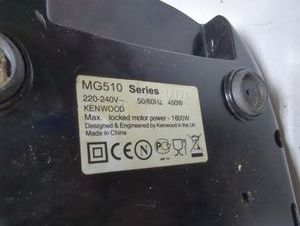 MG510 Series
220-240V~ 50/60Hz 450W
KENWOOD
Max. locked motor power - 1600W
Designed & Engineered by Kenwood in the UK
Made in China